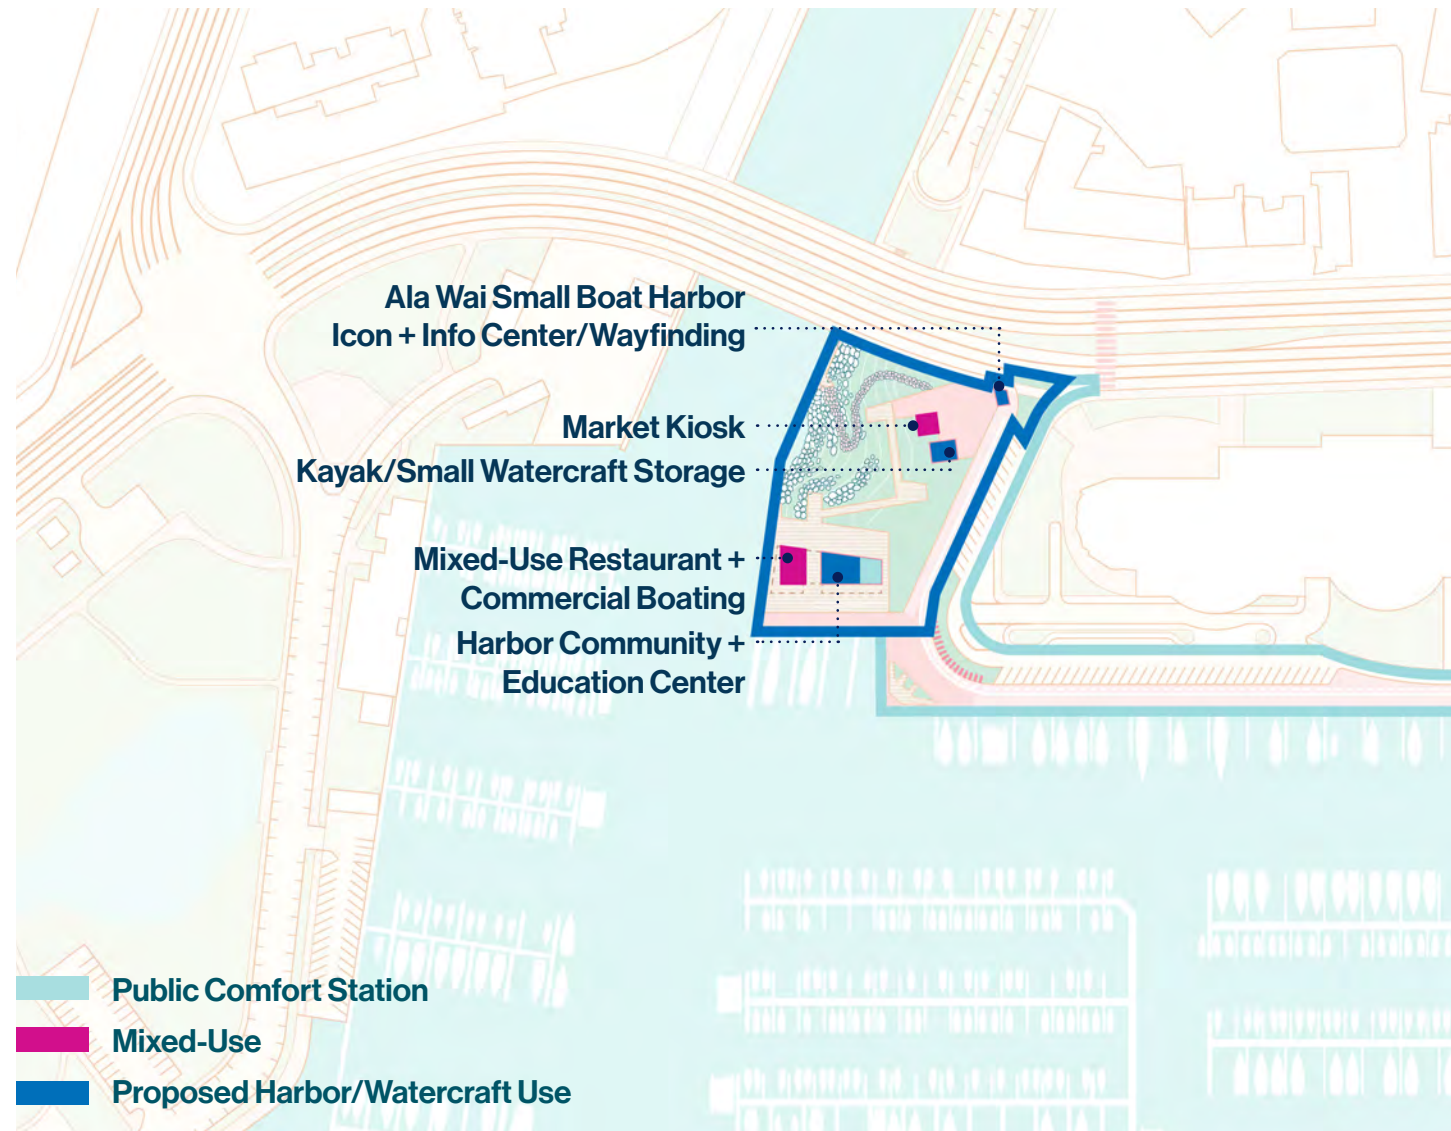 Ala Wai Small Boat Harbor
Icon + Info Center/Wayfinding
Market Kiosk
Kayak/Small Watercraft Storage
Mixed-Use Restaurant +
Commercial Boating
Harbor Community +
Education Center
Public Comfort Station
Mixed-Use
Proposed Harbor/Watercraft Use